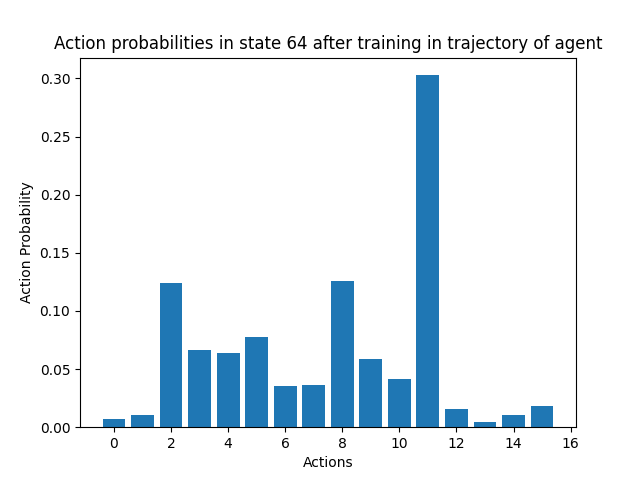 Action probabilities in state 64 after training in trajectory of agent
0.30
0.25
0.20
0.15
0.10
0.05
0.00
Action Probability
0 2 4 6 8 10 12 14 16
Actions